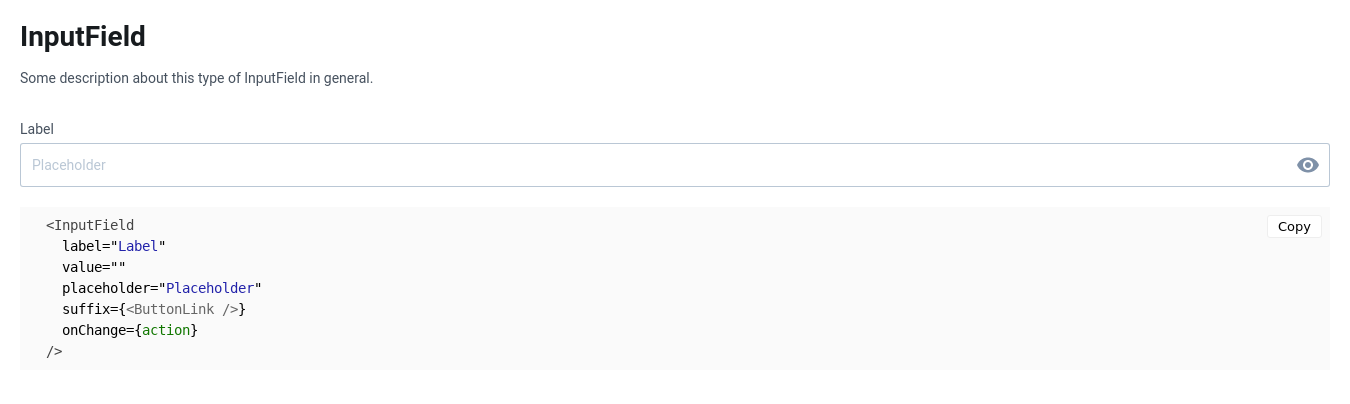 InputField
Some description about this type of InputField in general.
Label
Placeholder
<InputField
Copy
label="Label"
value=""
placeholder="Placeholder"
suffix={<ButtonLink />}
onChange={action}
/>